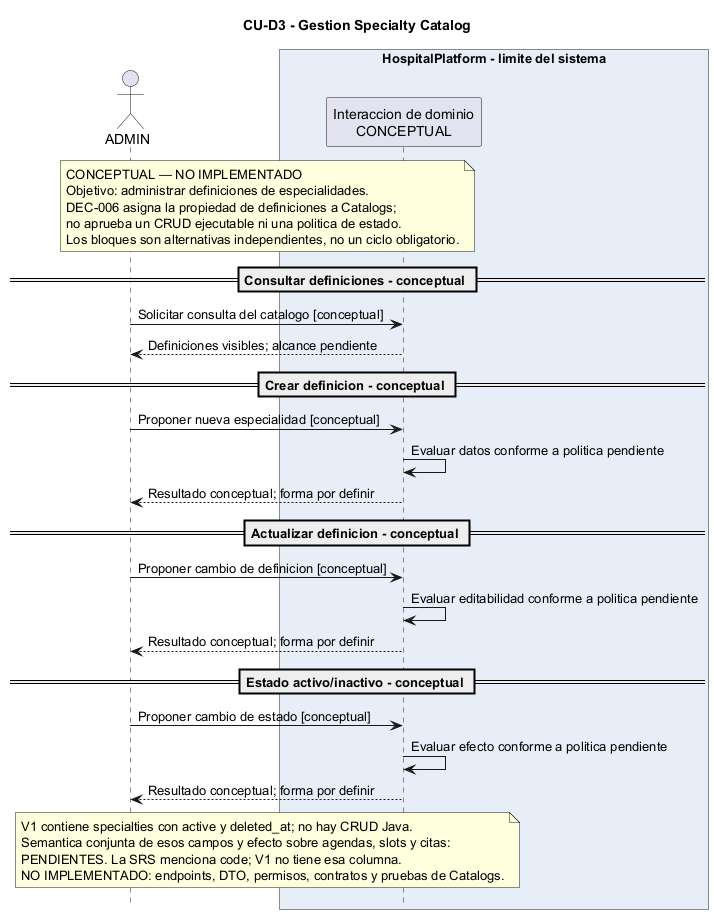 CU-D3 - Gestion Specialty Catalog
HospitalPlatform - limite del sistema
ADMIN
Interaccion de dominio
CONCEPTUAL
CONCEPTUAL — NO IMPLEMENTADO
Objetivo: administrar definiciones de especialidades.
DEC-006 asigna la propiedad de definiciones a Catalogs;
no aprueba un CRUD ejecutable ni una politica de estado.
Los bloques son alternativas independientes, no un ciclo obligatorio.
Consultar definiciones - conceptual
Solicitar consulta del catalogo [conceptual]
Definiciones visibles; alcance pendiente
Crear definicion - conceptual
Proponer nueva especialidad [conceptual]
Evaluar datos conforme a politica pendiente
Resultado conceptual; forma por definir
Actualizar definicion - conceptual
Proponer cambio de definicion [conceptual]
Evaluar editabilidad conforme a politica pendiente
Resultado conceptual; forma por definir
Estado activo/inactivo - conceptual
Proponer cambio de estado [conceptual]
Evaluar efecto conforme a politica pendiente
Resultado conceptual; forma por definir
V1 contiene specialties con active y deleted_at; no hay CRUD Java.
Semantica conjunta de esos campos y efecto sobre agendas, slots y citas:
PENDIENTES. La SRS menciona code; V1 no tiene esa columna.
NO IMPLEMENTADO: endpoints, DTO, permisos, contratos y pruebas de Catalogs.